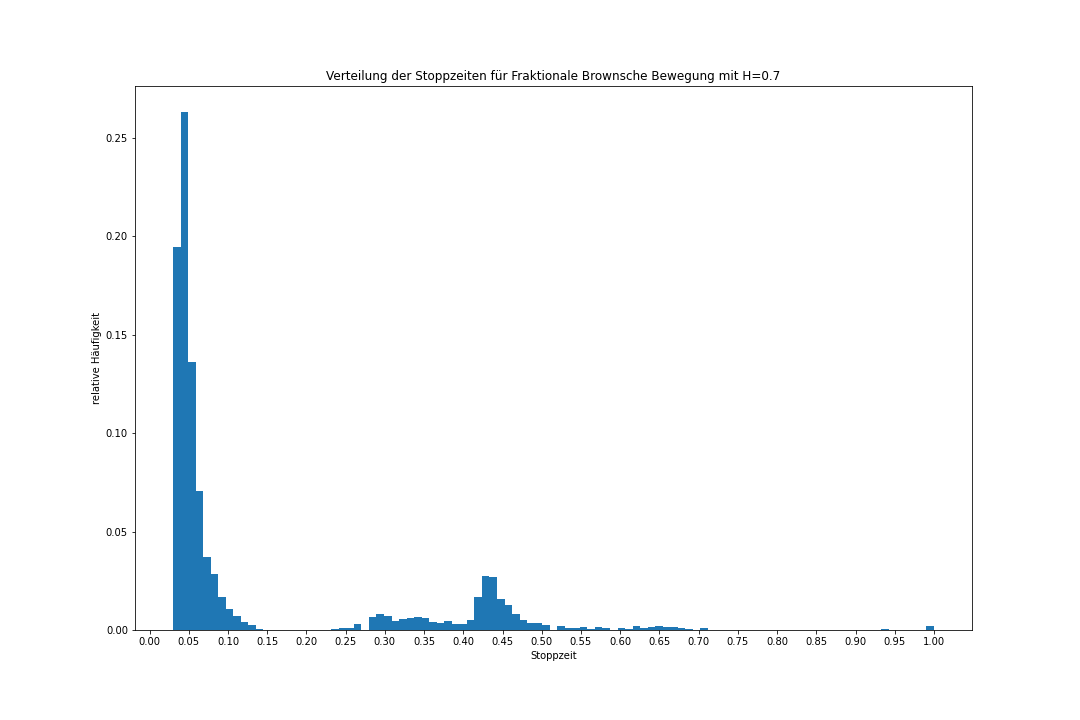 Verteilung der Stoppzeiten für Fraktionale Brownsche Bewegung mit H=0.7
relative Häufigkeit
0.25
0.20
0.15
0.10
0.05
0.00
0.00 0.05 0.10 0.15 0.20 0.25 0.30 0.35 0.40 0.45 0.50 0.55 0.60 0.65 0.70 0.75 0.80 0.85 0.90 0.95 1.00
Stoppzeit